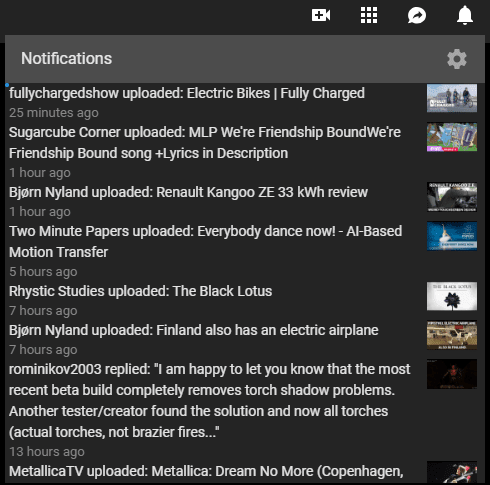 Notifications
fullychargedshow uploaded: Electric Bikes | Fully Charged
25 minutes ago
Sugarcube Corner uploaded: MLP We're Friendship BoundWe're
Friendship Bound song +Lyrics in Description
1 hour ago
Bjørn Nyland uploaded: Renault Kangoo ZE 33 kWh review
1 hour ago
Two Minute Papers uploaded: Everybody dance now! - AI-Based
Motion Transfer
5 hours ago
Rhystic Studies uploaded: The Black Lotus
7 hours ago
Bjørn Nyland uploaded: Finland also has an electric airplane
7 hours ago
rominikov2003 replied: "I am happy to let you know that the most
recent beta build completely removes torch shadow problems.
Another tester/creator found the solution and now all torches
(actual torches, not brazier fires..."
13 hours ago
MetallicaTV uploaded: Metallica: Dream No More (Copenhagen,